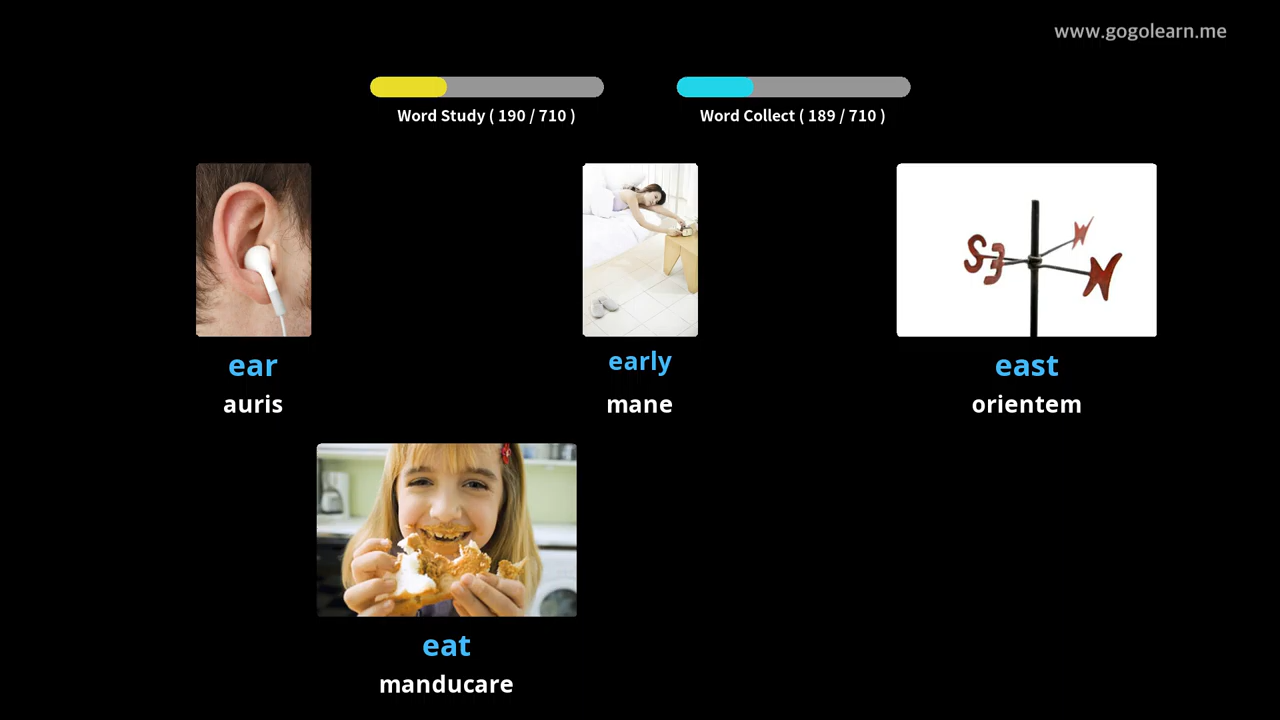 www.gogolearn.me
Word Study ( 190 / 710 )
Word Collect ( 189 / 710 )
ear
auris
early
mane
east
orientem
eat
manducare